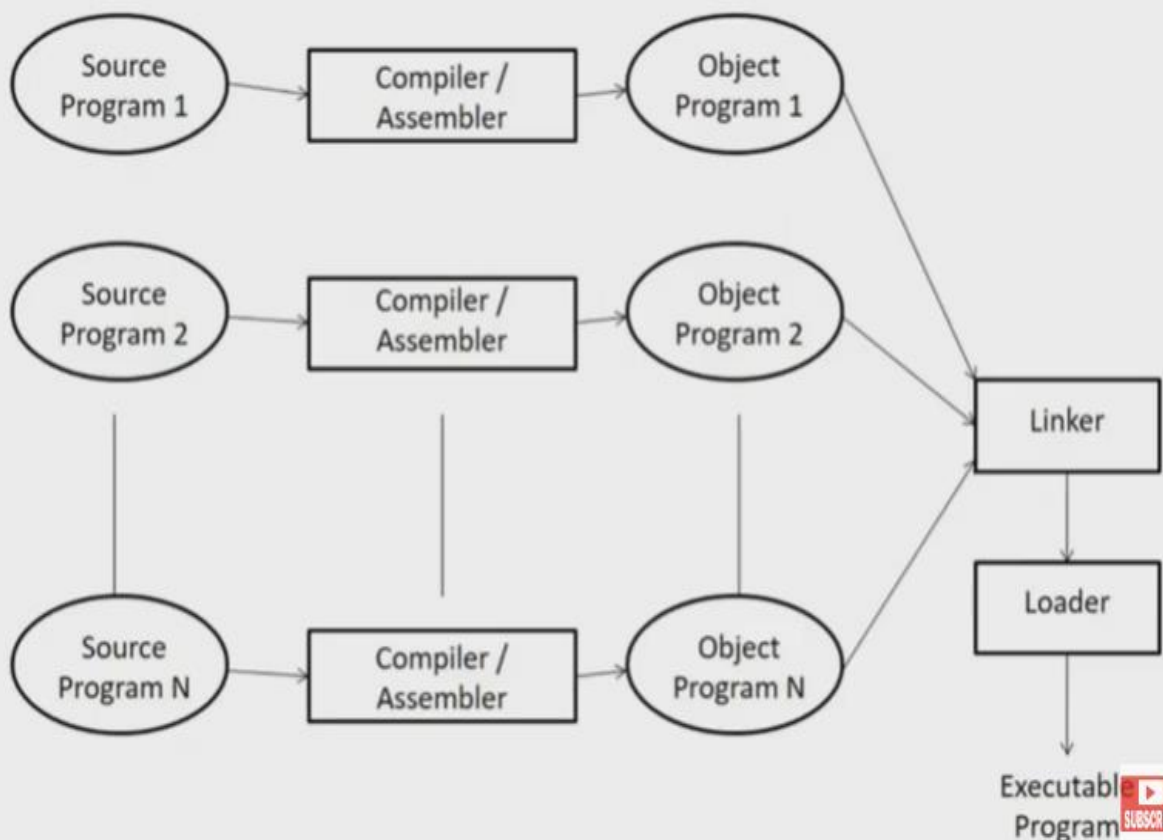 Source
Program 1
Compiler /
Assembler
Object
Program 1
Source
Program 2
Compiler /
Assembler
Object
Program 2
Linker
Loader
Source
Program N
Compiler /
Assembler
Object
Program N
Executable
Program
SUBSCR